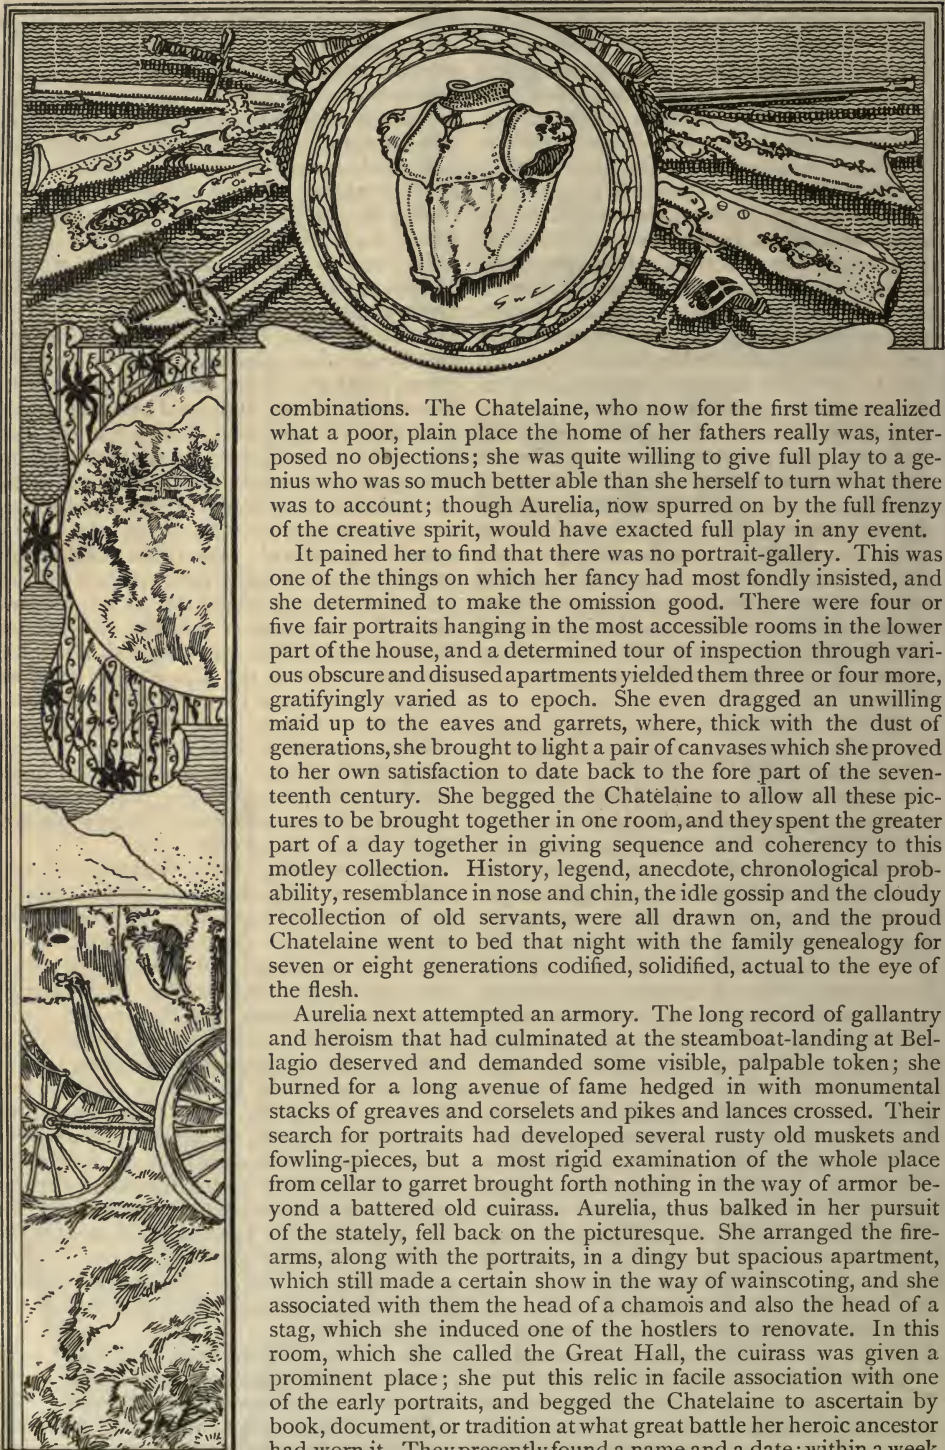 GWE
combinations. The Chatelaine, who now for the first time realized
what a poor, plain place the home of her fathers really was, inter-
posed no objections; she was quite willing to give full play to a ge-
nius who was so much better able than she herself to turn what there
was to account; though Aurelia, now spurred on by the full frenzy
of the creative spirit, would have exacted full play in any event.
It pained her to find that there was no portrait-gallery. This was
one of the things on which her fancy had most fondly insisted, and
she determined to make the omission good. There were four or
five fair portraits hanging in the most accessible rooms in the lower
part of the house, and a determined tour of inspection through vari-
ous obscure and disused apartments yielded them three or four more,
gratifyingly varied as to epoch. She even dragged an unwilling
maid up to the eaves and garrets, where, thick with the dust of
generations, she brought to light a pair of canvases which she proved
to her own satisfaction to date back to the fore part of the seven-
teenth century. She begged the Chatelaine to allow all these pic-
tures to be brought together in one room, and they spent the greater
part of a day together in giving sequence and coherency to this
motley collection. History, legend, anecdote, chronological prob-
ability, resemblance in nose and chin, the idle gossip and the cloudy
recollection of old servants, were all drawn on, and the proud
Chatelaine went to bed that night with the family genealogy for
seven or eight generations codified, solidified, actual to the eye of
the flesh.
Aurelia next attempted an armory. The long record of gallantry
and heroism that had culminated at the steamboat-landing at Bel-
lagio deserved and demanded some visible, palpable token; she
burned for a long avenue of fame hedged in with monumental
stacks of greaves and corselets and pikes and lances crossed. Their
search for portraits had developed several rusty old muskets and
fowling-pieces, but a most rigid examination of the whole place
from cellar to garret brought forth nothing in the way of armor be-
yond a battered old cuirass. Aurelia, thus balked in her pursuit
of the stately, fell back on the picturesque. She arranged the fire-
arms, along with the portraits, in a dingy but spacious apartment,
which still made a certain show in the way of wainscoting, and she
associated with them the head of a chamois and also the head of a
stag, which she induced one of the hostlers to renovate. In this
room, which she called the Great Hall, the cuirass was given a
prominent place; she put this relic in facile association with one
of the early portraits, and begged the Chatelaine to ascertain by
book, document, or tradition at what great battle her heroic ancestor
had worn it. They presently found a name and a date; within a week